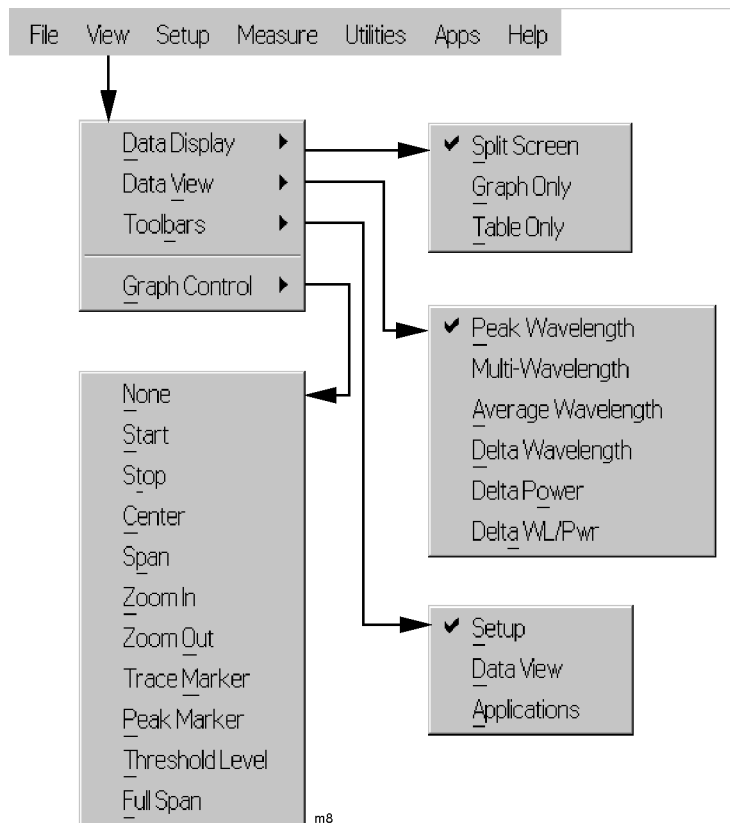 File View Setup Measure Utilities Apps Help
Data Display
Data View
Toolbars
Graph Control
Split Screen
Graph Only
Table Only
Peak Wavelength
Multi-Wavelength
Average Wavelength
Delta Wavelength
Delta Power
Delta WL/Pwr
Setup
Data View
Applications
None
Start
Stop
Center
Span
Zoom In
Zoom Out
Trace Marker
Peak Marker
Threshold Level
Full Span
m8